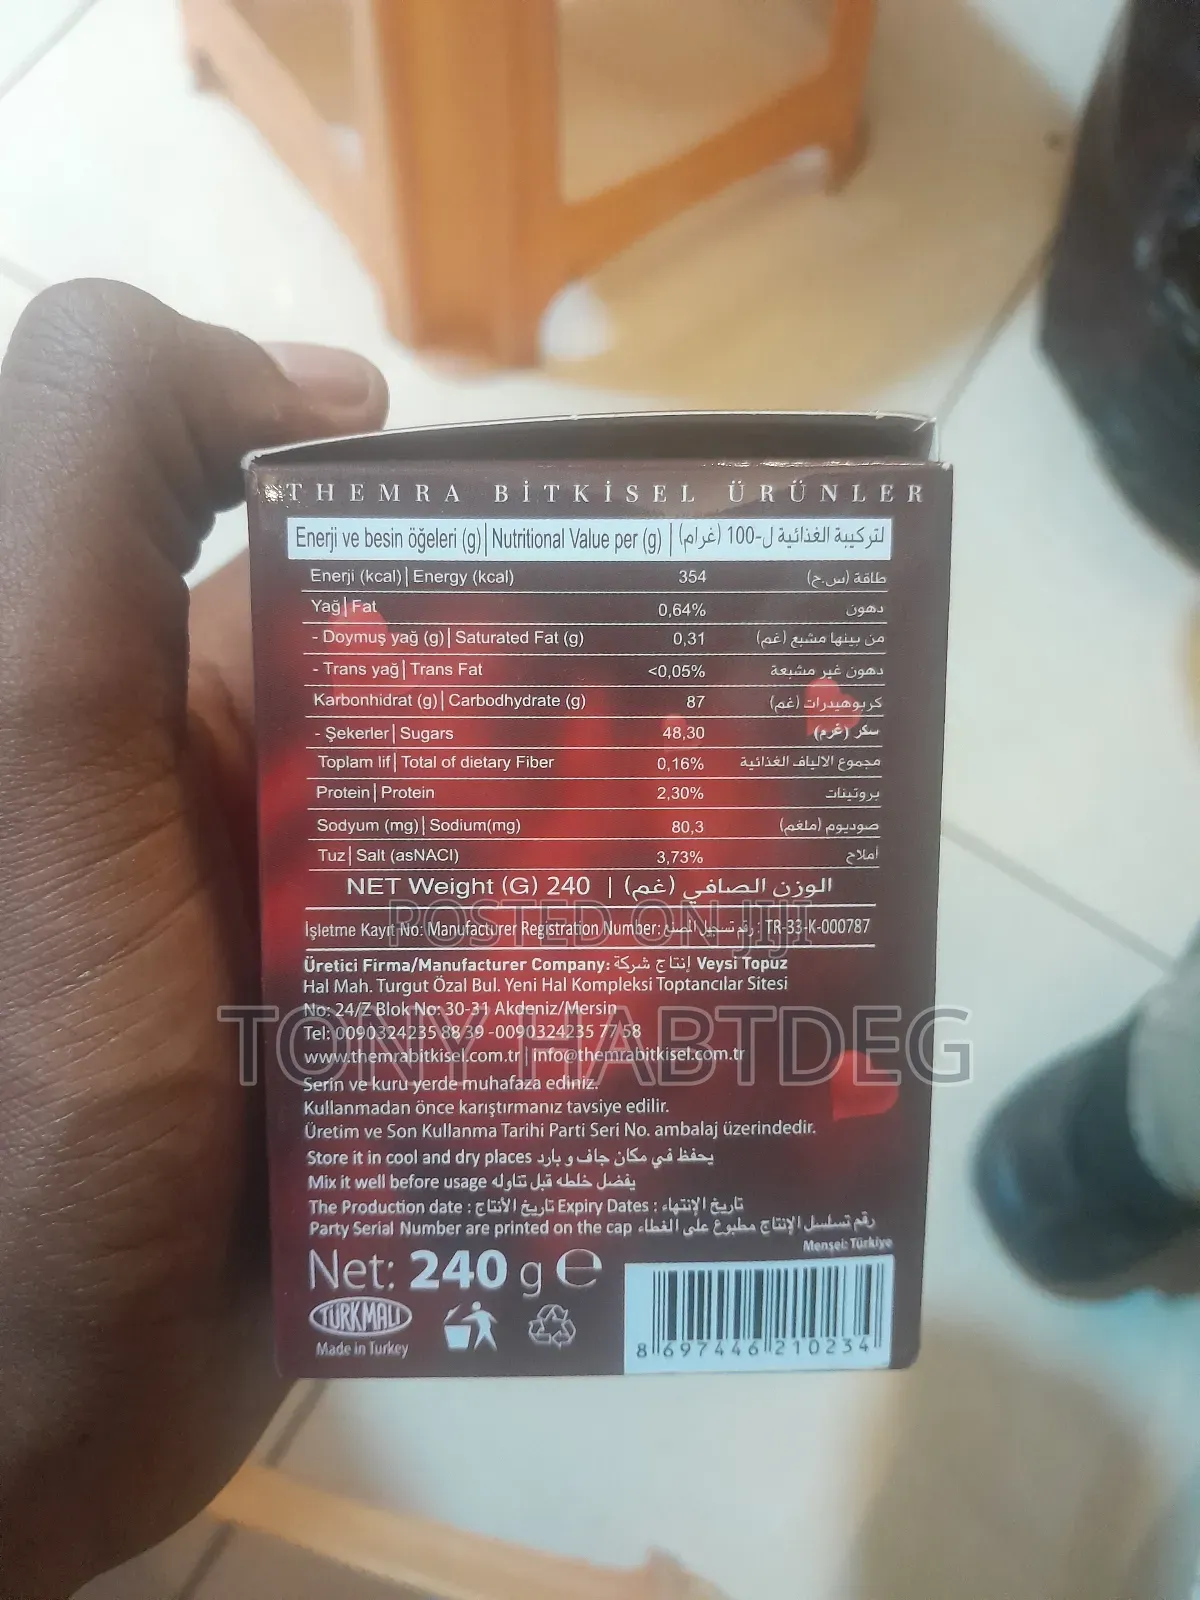 THEMRA BİTKİSEL ÜRÜNLER
Enerji ve besin öğeleri (g)| Nutritional Value per (g) | لتركيبة الغذائية ل-100 (غرام)
Enerji (kcal)| Energy (kcal) 354 طاقة (س.ح)
Yağ| Fat 0,64% دهون
- Doymuş yağ (g)| Saturated Fat (g) 0,31 من بينها مشبع (غم)
- Trans yağ| Trans Fat <0,05% دهون غير مشبعة
Karbonhidrat (g)| Carbodhydrate (g) 87 كربوهيدرات (غم)
- Şekerler| Sugars 48,30 سكر (غرم)
Toplam lif| Total of dietary Fiber 0,16% مجموع الالياف الغذائية
Protein| Protein 2,30% بروتينات
Sodyum (mg)| Sodium(mg) 80,3 صوديوم (ملغم)
Tuz| Salt (asNACI) 3,73% أملاح
NET Weight (G) 240 | الوزن الصافي (غم)
POSTED ON JIJI
İşletme Kayıt No: Manufacturer Registration Number: رقم تسجيل المصنع : TR-33-K-000787
Üretici Firma/Manufacturer Company: إنتاج شركة Veysi Topuz
Hal Mah. Turgut Özal Bul. Yeni Hal Kompleksi Toptancılar Sitesi
No: 24/Z Blok No: 30-31 Akdeniz/Mersin
TONY HABTDEG
Tel: 0090324235 88 39 -0090324235 77 58
www.themrabitkisel.com.tr | info@themrabitkisel.com.tr
Serin ve kuru yerde muhafaza ediniz.
Kullanmadan önce karıştırmanız tavsiye edilir.
Üretim ve Son Kullanma Tarihi Parti Seri No. ambalaj üzerindedir.
Store it in cool and dry places يحفظ في مكان جاف و بارد
Mix it well before usage يفضل خلطه قبل تناوله
The Production date : تاريخ الأنتاج Expiry Dates : تاريخ الإنتهاء
Party Serial Number are printed on the cap رقم تسلسل الإنتاج مطبوع على الغطاء
Menşei: Türkiye
Net: 240 g e
TÜRKMALI
Made in Turkey
8 697446 210234